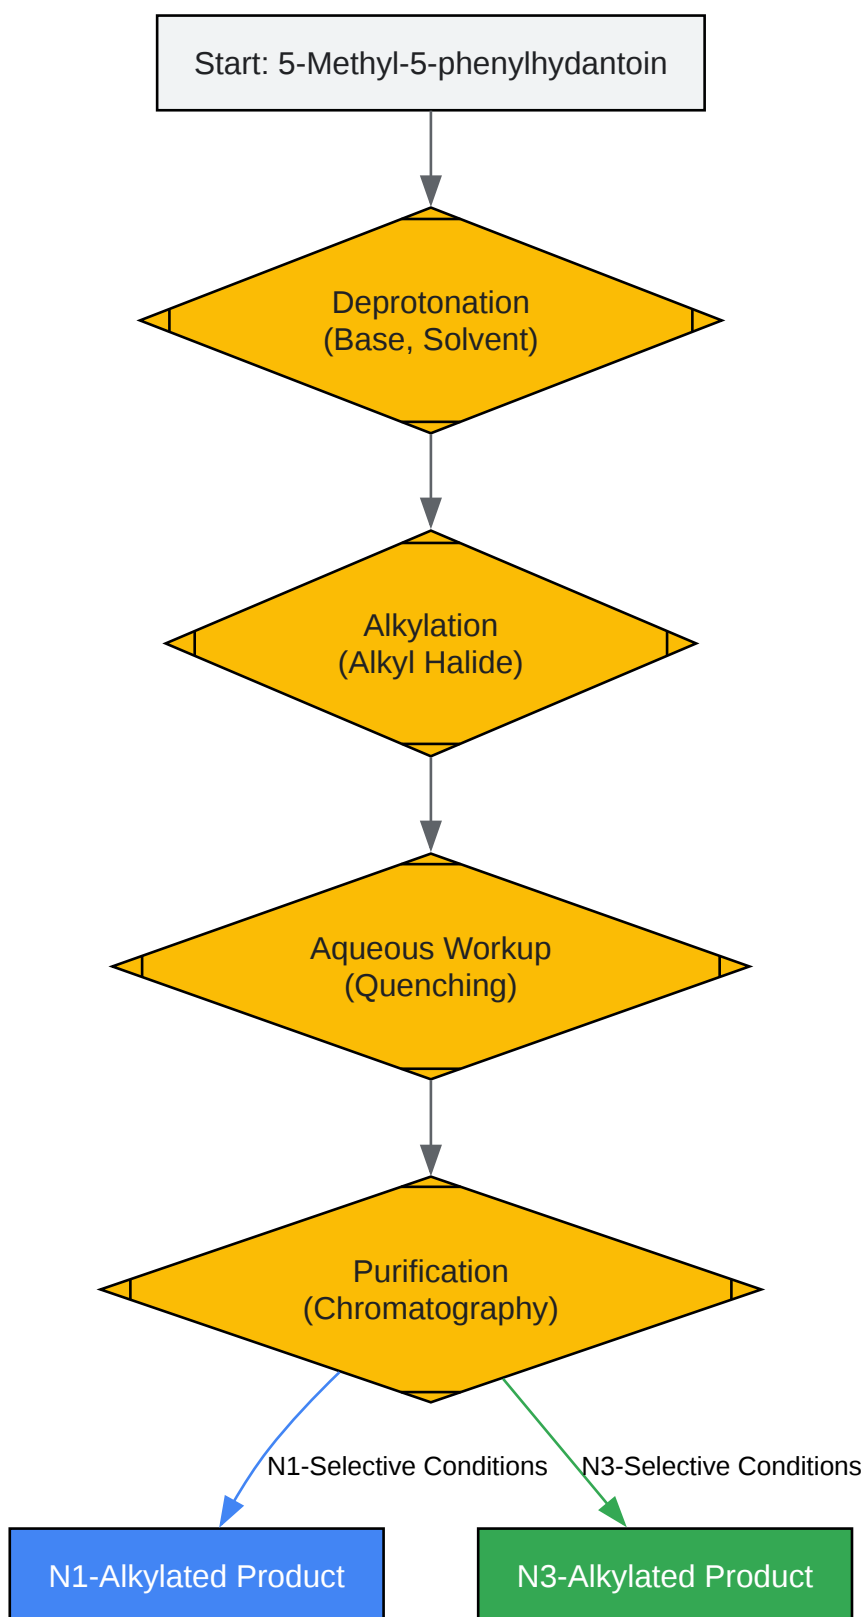 Start: 5-Methyl-5-phenylhydantoin
Deprotonation
(Base, Solvent)
Alkylation
(Alkyl Halide)
Aqueous Workup
(Quenching)
Purification
(Chromatography)
N1-Selective Conditions
N3-Selective Conditions
N1-Alkylated Product
N3-Alkylated Product